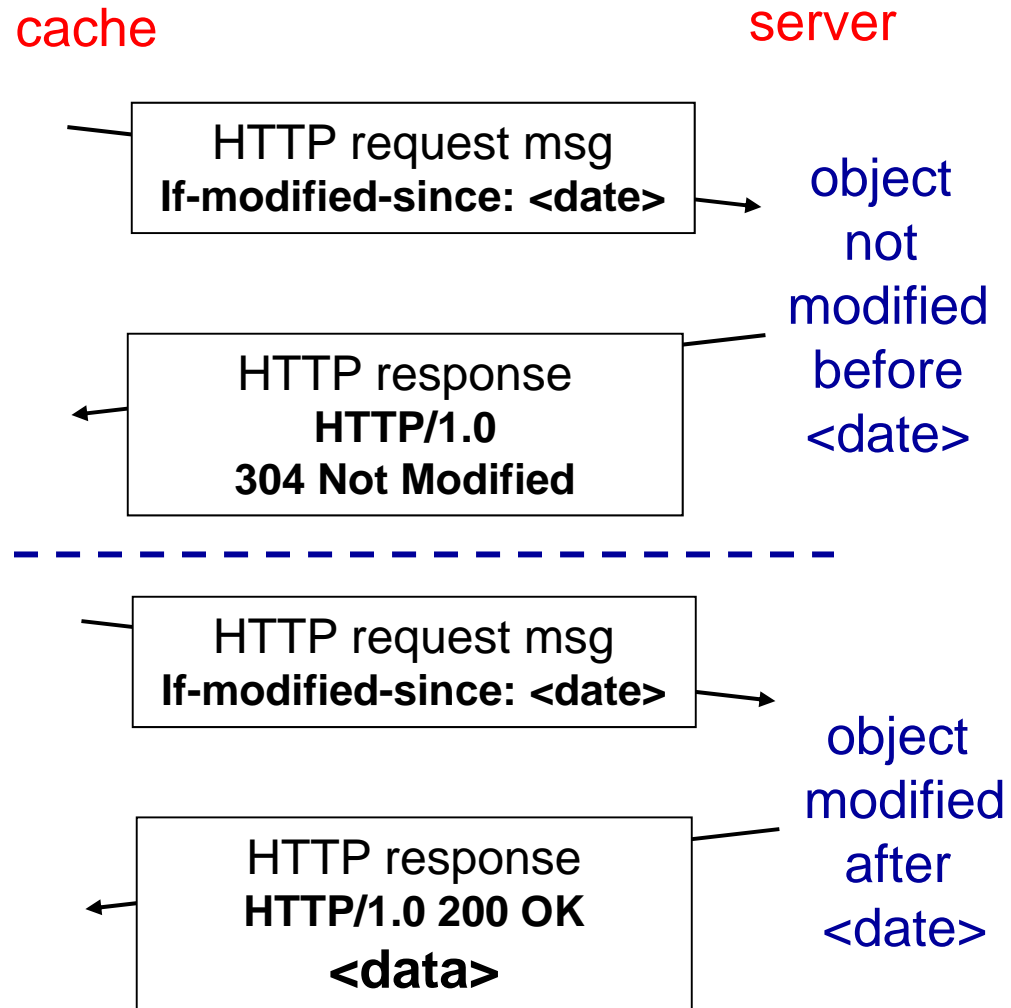 cache
server
HTTP request msg
If-modified-since: <date>
object
not
modified
before
<date>
HTTP response
HTTP/1.0
304 Not Modified
HTTP request msg
If-modified-since: <date>
object
modified
after
<date>
HTTP response
HTTP/1.0 200 OK
<data>